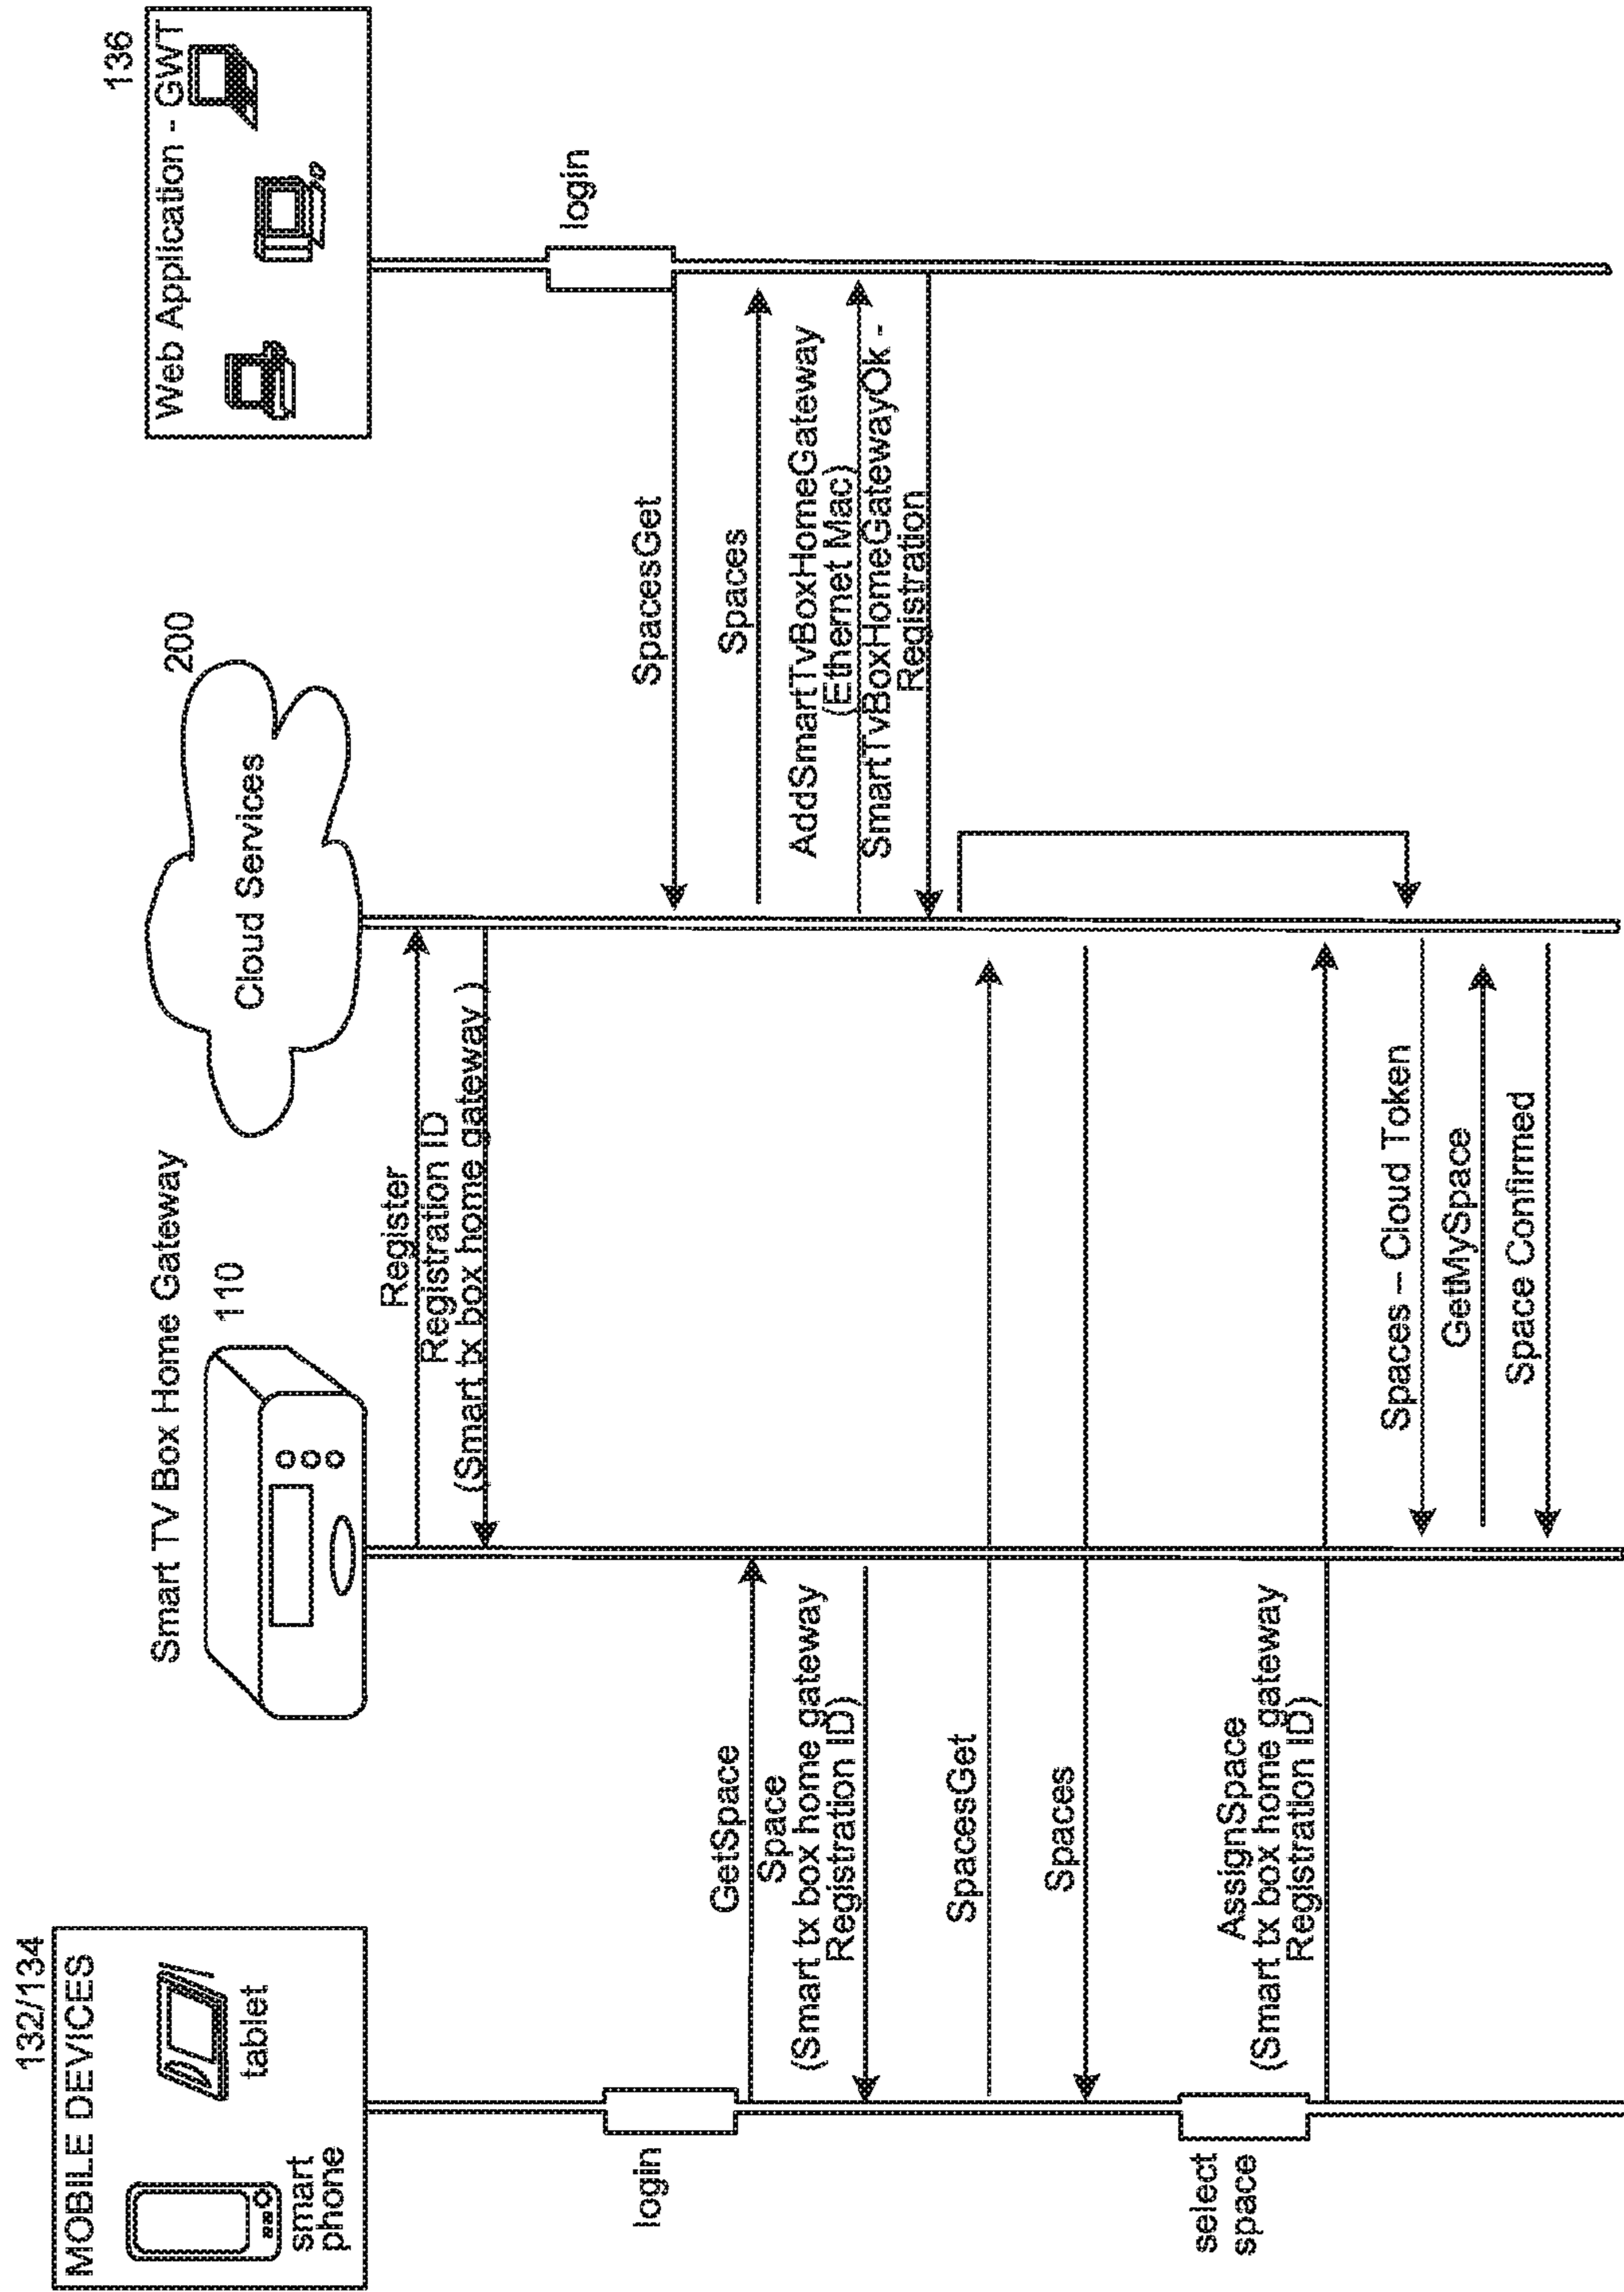 132/134
MOBILE DEVICES
smart
phone
tablet
Smart TV Box Home Gateway
110
Cloud Services
200
136
Web Application - GWT
Register
Registration ID
(Smart tx box home gateway )
login
login
SpacesGet
GetSpace
Spaces
Space
(Smart tx box home gateway
Registration ID)
AddSmartTvBoxHomeGateway
(Ethernet Mac)
SmartTvBoxHomeGatewayOk -
Registration
SpacesGet
Spaces
select
space
AssignSpace
(Smart tx box home gateway
Registration ID)
Spaces – Cloud Token
GetMySpace
Space Confirmed